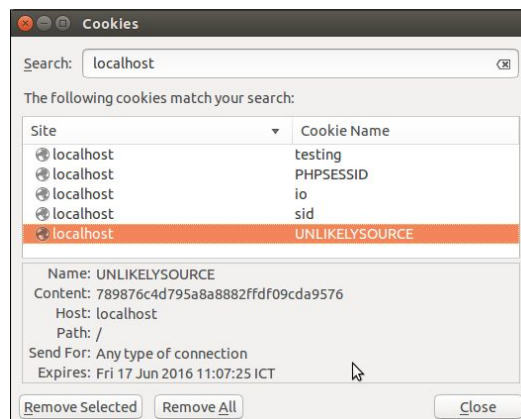 Cookies
Search: localhost
The following cookies match your search:
Site Cookie Name
localhost testing
localhost PHPSESSID
localhost io
localhost sid
localhost UNLIKELYSOURCE
Name: UNLIKELYSOURCE
Content: 789876c4d795a8a8882ffdf09cda9576
Host: localhost
Path: /
Send For: Any type of connection
Expires: Fri 17 Jun 2016 11:07:25 ICT
Remove Selected Remove All Close